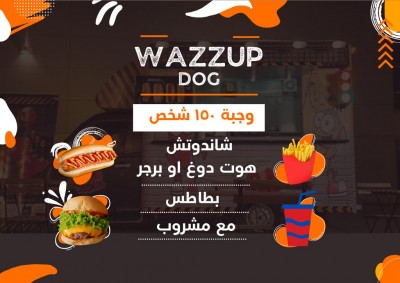 WAZZUP
DOG
وجبة ١٥٠ شخص
شاندوتش
هوت دوغ او برجر
بطاطس
مع مشروب